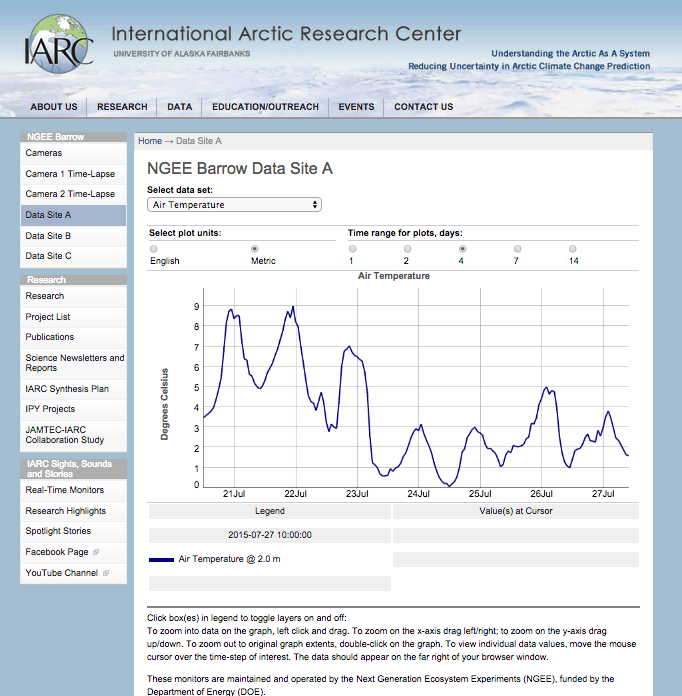 IARC
International Arctic Research Center
UNIVERSITY OF ALASKA FAIRBANKS
Understanding the Arctic As A System
Reducing Uncertainty in Arctic Climate Change Prediction
ABOUT US
RESEARCH
DATA
EDUCATION/OUTREACH
EVENTS
CONTACT US
NGEE Barrow
Cameras
Camera 1 Time-Lapse
Camera 2 Time-Lapse
Data Site A
Data Site B
Data Site C
Research
Research
Project List
Publications
Science Newsletters and
Reports
IARC Synthesis Plan
IPY Projects
JAMTEC-IARC
Collaboration Study
IARC Sights, Sounds
and Stories
Real-Time Monitors
Research Highlights
Spotlight Stories
Facebook Page
YouTube Channel
Home → Data Site A
NGEE Barrow Data Site A
Select data set:
Air Temperature
Select plot units:
English
Metric
Time range for plots, days:
1
2
4
7
14
Air Temperature
Degrees Celsius
9
8
7
6
5
4
3
2
1
0
21Jul
22Jul
23Jul
24Jul
25Jul
26Jul
27Jul
Legend
Value(s) at Cursor
2015-07-27 10:00:00
Air Temperature @ 2.0 m
Click box(es) in legend to toggle layers on and off:
To zoom into data on the graph, left click and drag. To zoom on the x-axis drag left/right; to zoom on the y-axis drag
up/down. To zoom out to original graph extents, double-click on the graph. To view individual data values, move the mouse
cursor over the time-step of interest. The data should appear on the far right of your browser window.
These monitors are maintained and operated by the Next Generation Ecosystem Experiments (NGEE), funded by the
Department of Energy (DOE).